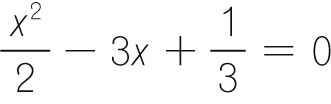 x²/2 − 3x + 1/3 = 0